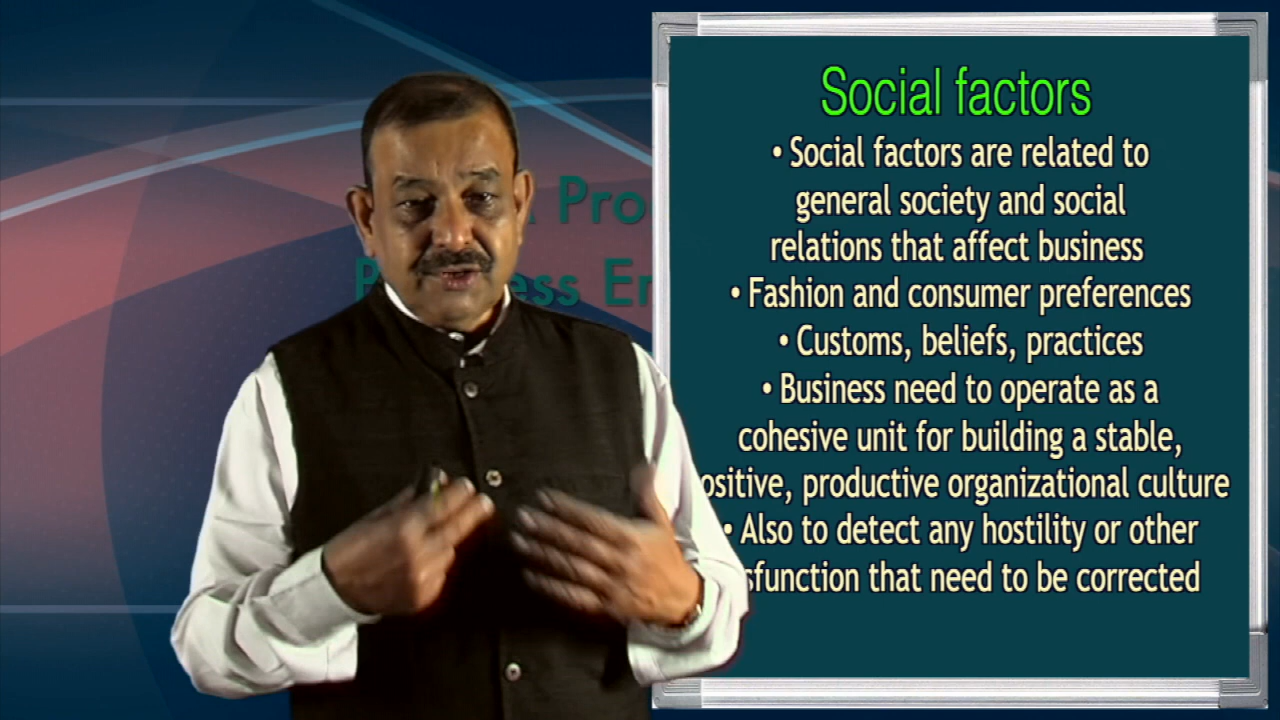 Social factors
• Social factors are related to
general society and social
relations that affect business
• Fashion and consumer preferences
• Customs, beliefs, practices
• Business need to operate as a
cohesive unit for building a stable,
ositive, productive organizational culture
• Also to detect any hostility or other
sfunction that need to be corrected